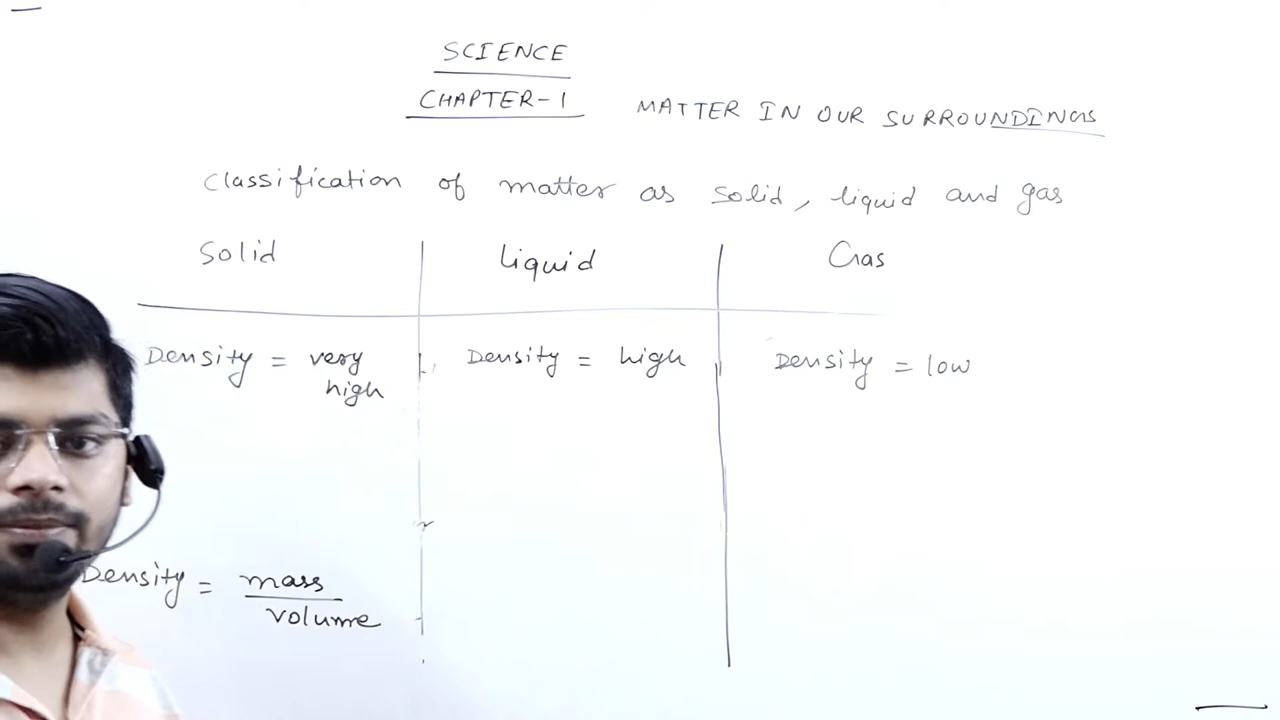 SCIENCE
CHAPTER-1 MATTER IN OUR SURROUNDINGS
Classification of matter as solid, liquid and gas
Solid liquid Gas
Density = very high Density = high Density = low
Density = mass
volume